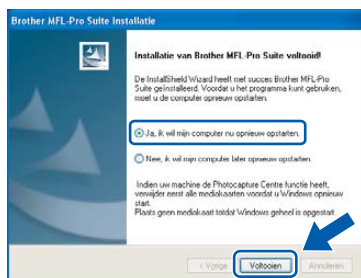 Brother MFL-Pro Suite Installatie
Installatie van Brother MFL-Pro Suite voltooid!
De InstallShield Wizard heeft met succes Brother MFL-Pro
Suite geïnstalleerd. Voordat u het programma kunt gebruiken,
moet u de computer opnieuw opstarten.
Ja, ik wil mijn computer nu opnieuw opstarten.
Nee, ik wil mijn computer later opnieuw opstarten.
Indien uw machine de Photocapture Centre functie heeft,
verwijder eerst alle mediakaarten voordat u Windows opnieuw
start.
Plaats geen mediakaart totdat Windows geheel is opgestart.
< Vorige Voltooien Annuleren